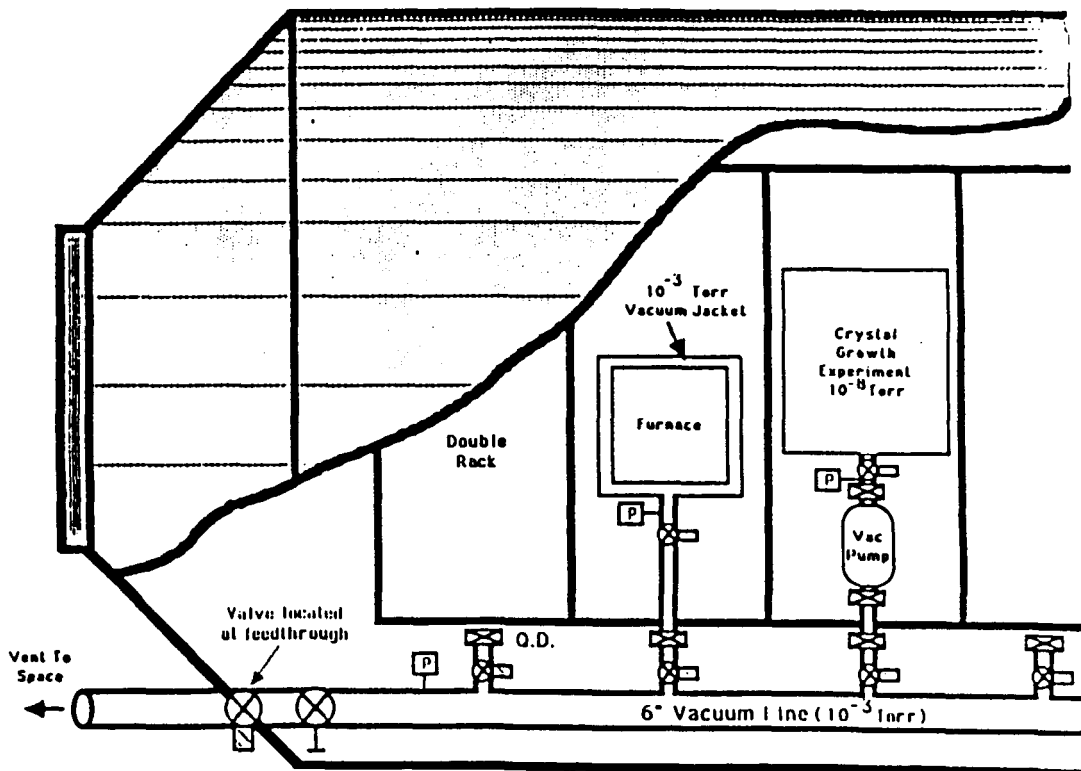 10⁻³ Torr
Vacuum Jacket
Crystal
Growth
Experiment
10⁻⁸ Torr
Furnace
Double
Rack
P
P
Vac
Pump
Valve located
at feedthrough
Q.D.
Vent To
Space
P
6" Vacuum Line (10⁻³ Torr)